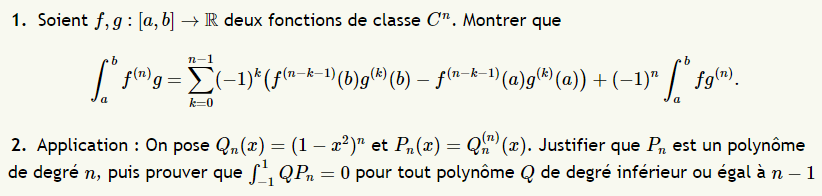 1. Soient $f, g : [a, b] \to \mathbb{R}$ deux fonctions de classe $C^n$. Montrer que
$$\int_a^b f^{(n)} g = \sum_{k=0}^{n-1} (-1)^k (f^{(n-k-1)}(b) g^{(k)}(b) - f^{(n-k-1)}(a) g^{(k)}(a)) + (-1)^n \int_a^b f g^{(n)}.$$
2. Application : On pose $Q_n(x) = (1 - x^2)^n$ et $P_n(x) = Q_n^{(n)}(x)$. Justifier que $P_n$ est un polynôme
de degré $n$, puis prouver que $\int_{-1}^1 Q P_n = 0$ pour tout polynôme $Q$ de degré inférieur ou égal à $n - 1$